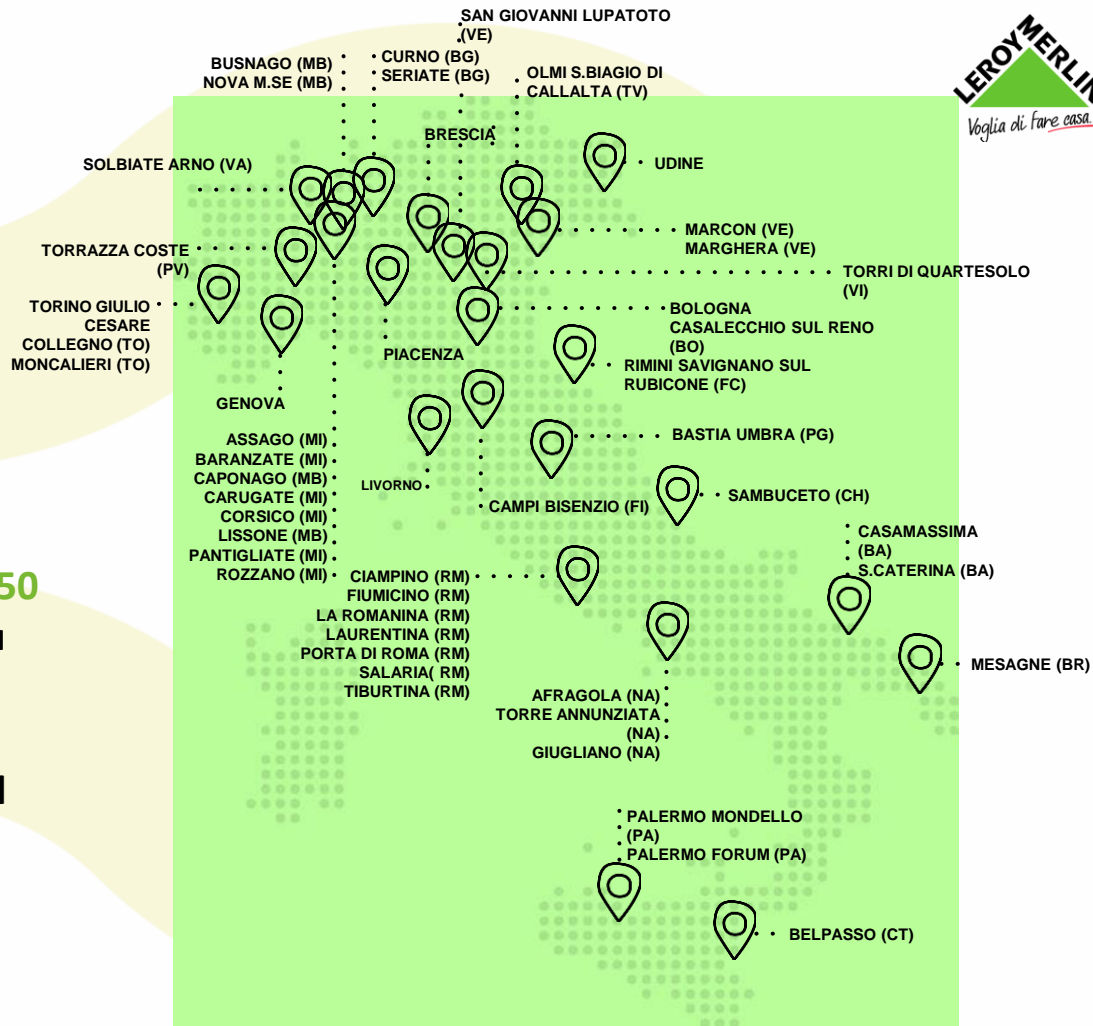 SAN GIOVANNI LUPATOTO
(VE)
LEROY MERLIN
Voglia di fare casa.
BUSNAGO (MB)
NOVA M.SE (MB)
CURNO (BG)
SERIATE (BG)
OLMI S.BIAGIO DI
CALLALTA (TV)
BRESCIA
UDINE
SOLBIATE ARNO (VA)
MARCON (VE)
MARGHERA (VE)
TORRAZZA COSTE
(PV)
TORRI DI QUARTESOLO
(VI)
TORINO GIULIO
CESARE
COLLEGNO (TO)
MONCALIERI (TO)
BOLOGNA
CASALECCHIO SUL RENO
(BO)
PIACENZA
RIMINI SAVIGNANO SUL
RUBICONE (FC)
GENOVA
ASSAGO (MI)
BARANZATE (MI)
CAPONAGO (MB)
CARUGATE (MI)
CORSICO (MI)
LISSONE (MB)
PANTIGLIATE (MI)
ROZZANO (MI)
BASTIA UMBRA (PG)
LIVORNO
CAMPI BISENZIO (FI)
SAMBUCETO (CH)
CASAMASSIMA
(BA)
S.CATERINA (BA)
50
CIAMPINO (RM)
FIUMICINO (RM)
LA ROMANINA (RM)
LAURENTINA (RM)
PORTA DI ROMA (RM)
SALARIA( RM)
TIBURTINA (RM)
MESAGNE (BR)
AFRAGOLA (NA)
TORRE ANNUNZIATA
(NA)
GIUGLIANO (NA)
PALERMO MONDELLO
(PA)
PALERMO FORUM (PA)
BELPASSO (CT)